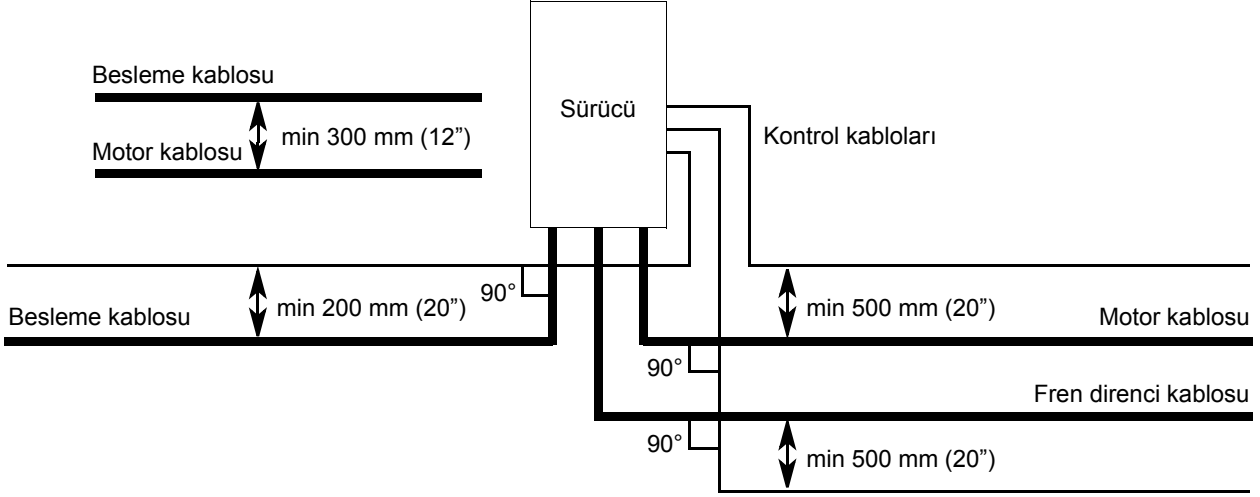 Besleme kablosu
min 300 mm (12”)
Motor kablosu
Sürücü
Kontrol kabloları
90°
min 200 mm (20”)
Besleme kablosu
min 500 mm (20”)
Motor kablosu
90°
Fren direnci kablosu
90°
min 500 mm (20”)